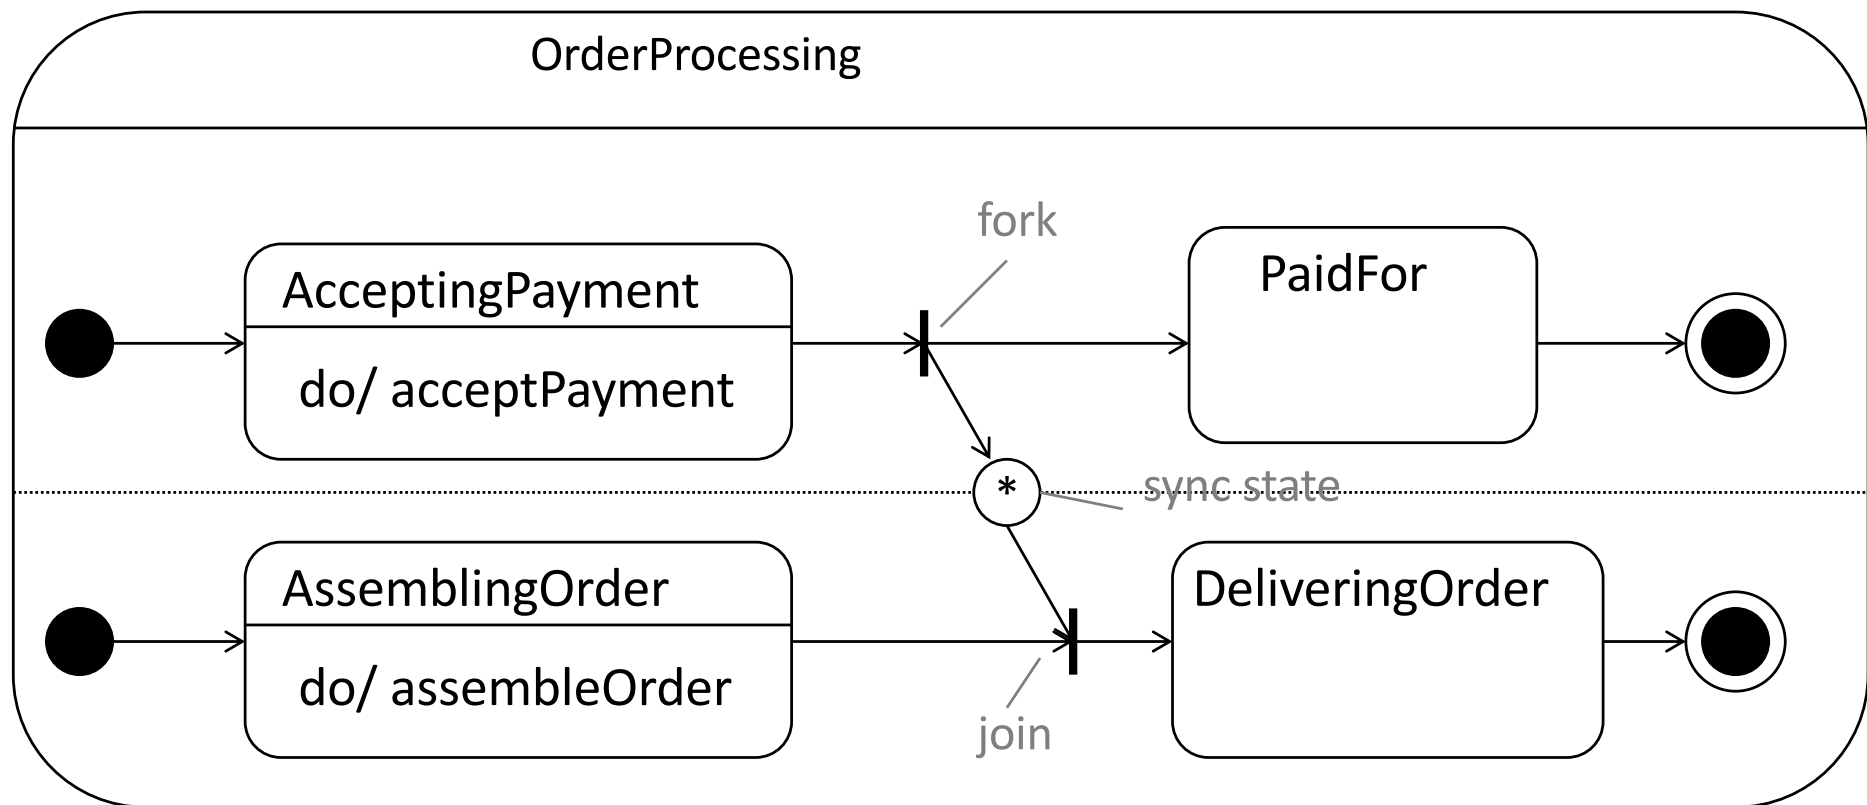 OrderProcessing
fork
AcceptingPayment
do/ acceptPayment
PaidFor
*
sync state
AssemblingOrder
do/ assembleOrder
DeliveringOrder
join